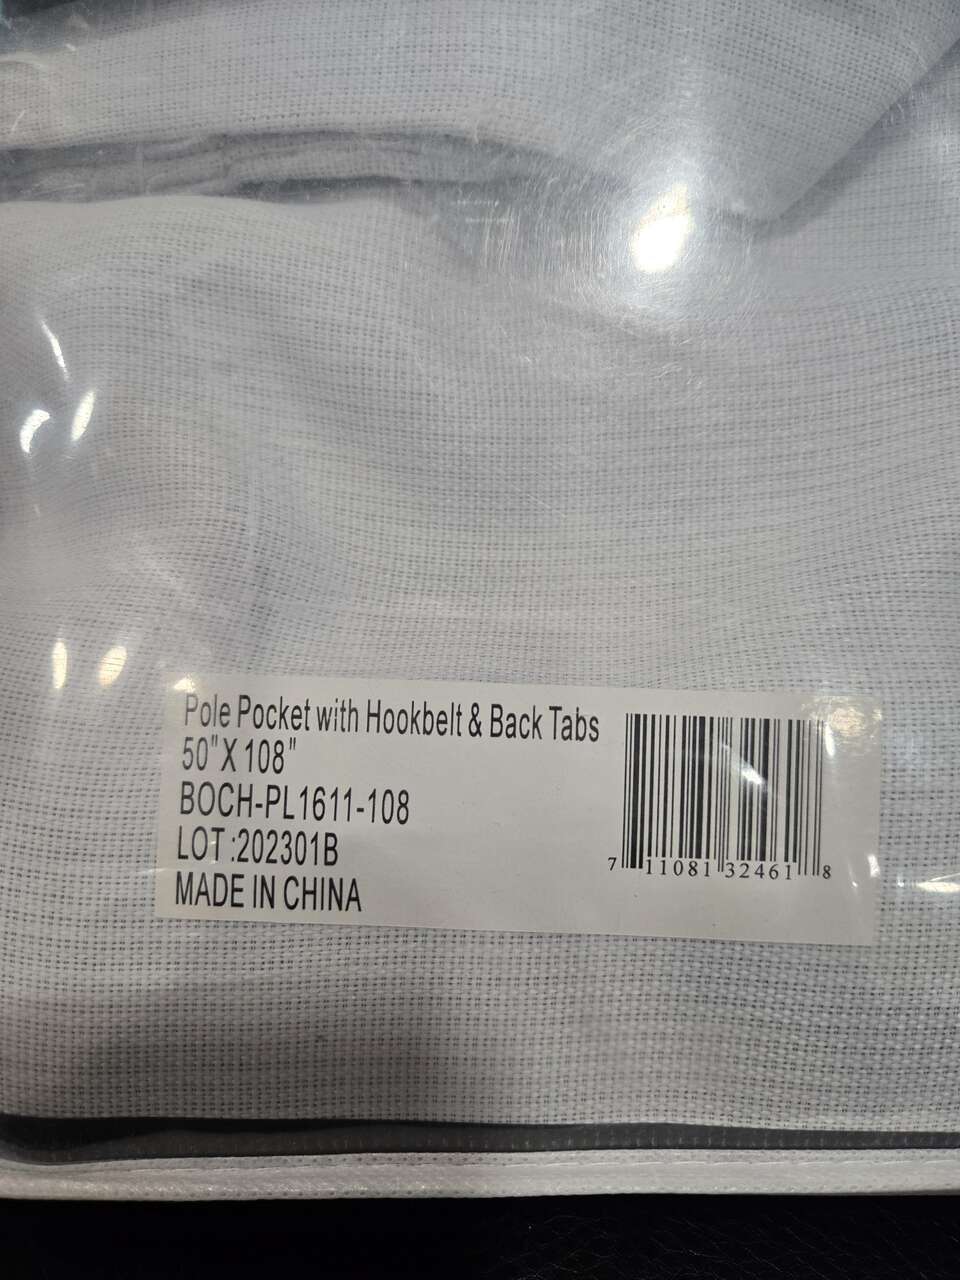 Pole Pocket with Hookbelt & Back Tabs
50" X 108"
BOCH-PL1611-108
LOT :202301B
MADE IN CHINA
7 11081 32461 8